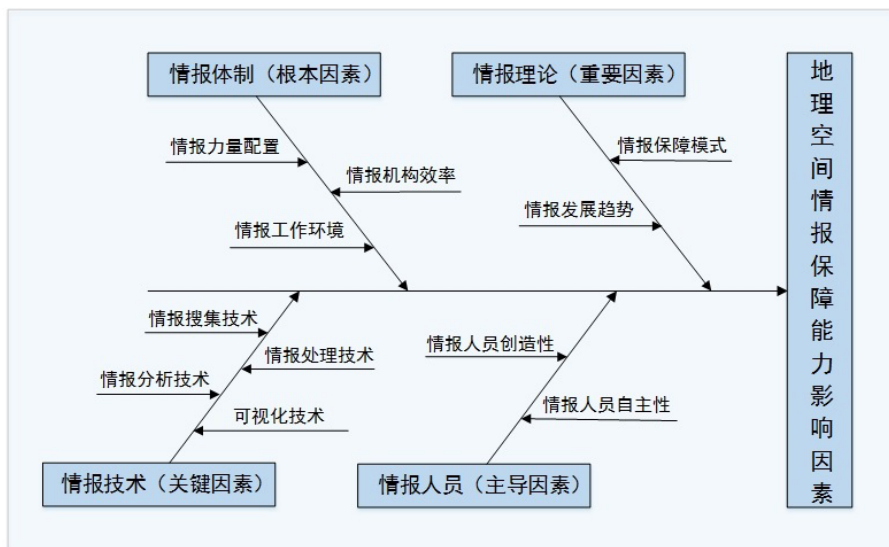 情报体制（根本因素）
情报理论（重要因素）
情报力量配置
情报机构效率
情报工作环境
情报保障模式
情报发展趋势
情报搜集技术
情报处理技术
情报分析技术
可视化技术
情报人员创造性
情报人员自主性
情报技术（关键因素）
情报人员（主导因素）
地理空间情报保障能力影响因素